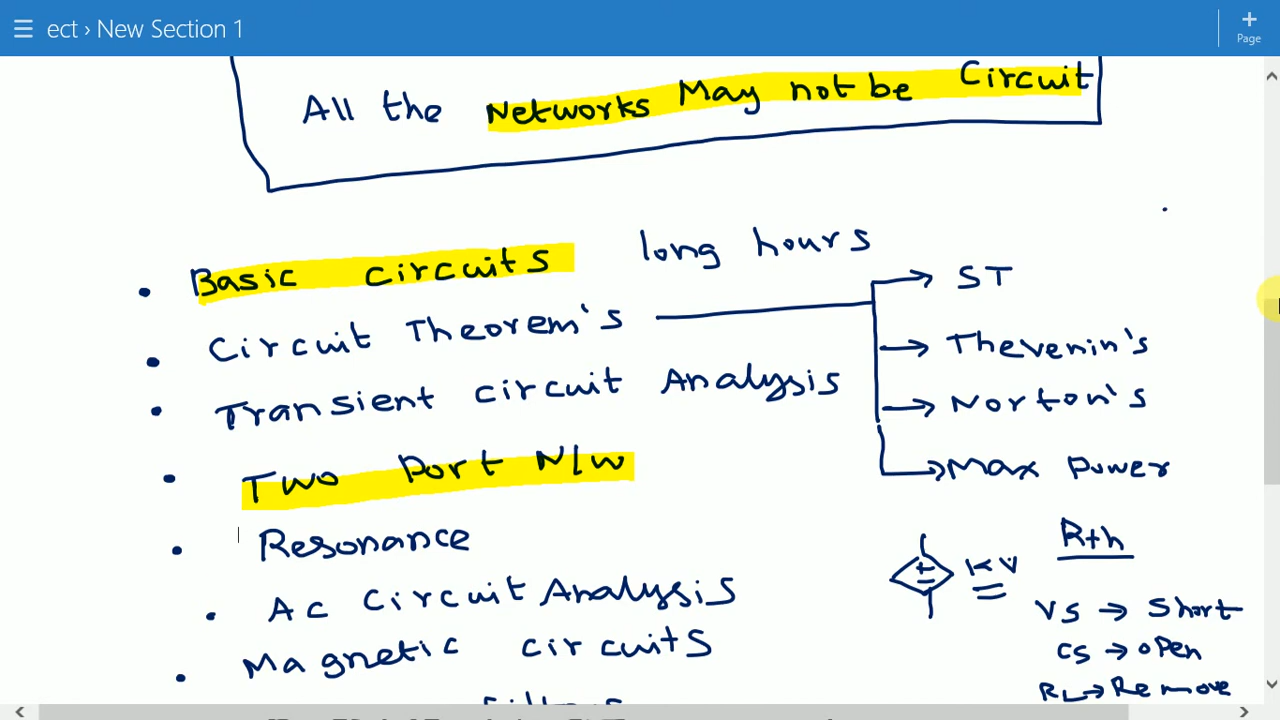 ect › New Section 1
Page
All the Networks May not be Circuit
Basic circuits long hours
Circuit Theorem's
Transient circuit Analysis
Two Port N/W
Resonance
Ac Circuit Analysis
Magnetic circuits
ST
Thevenin's
Norton's
Max Power
Rth
KV
VS → Short
CS → open
RL → Remove